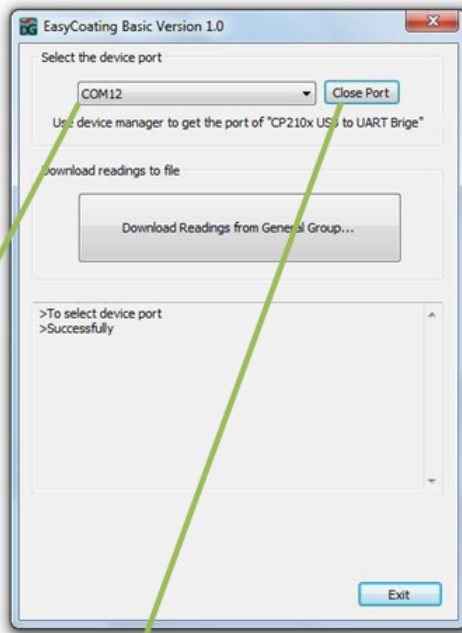 DG
EasyCoating Basic Version 1.0
Select the device port
COM12
Close Port
Use device manager to get the port of "CP210x USB to UART Brige"
Download readings to file
Download Readings from General Group...
>To select device port
>Successfully
Exit